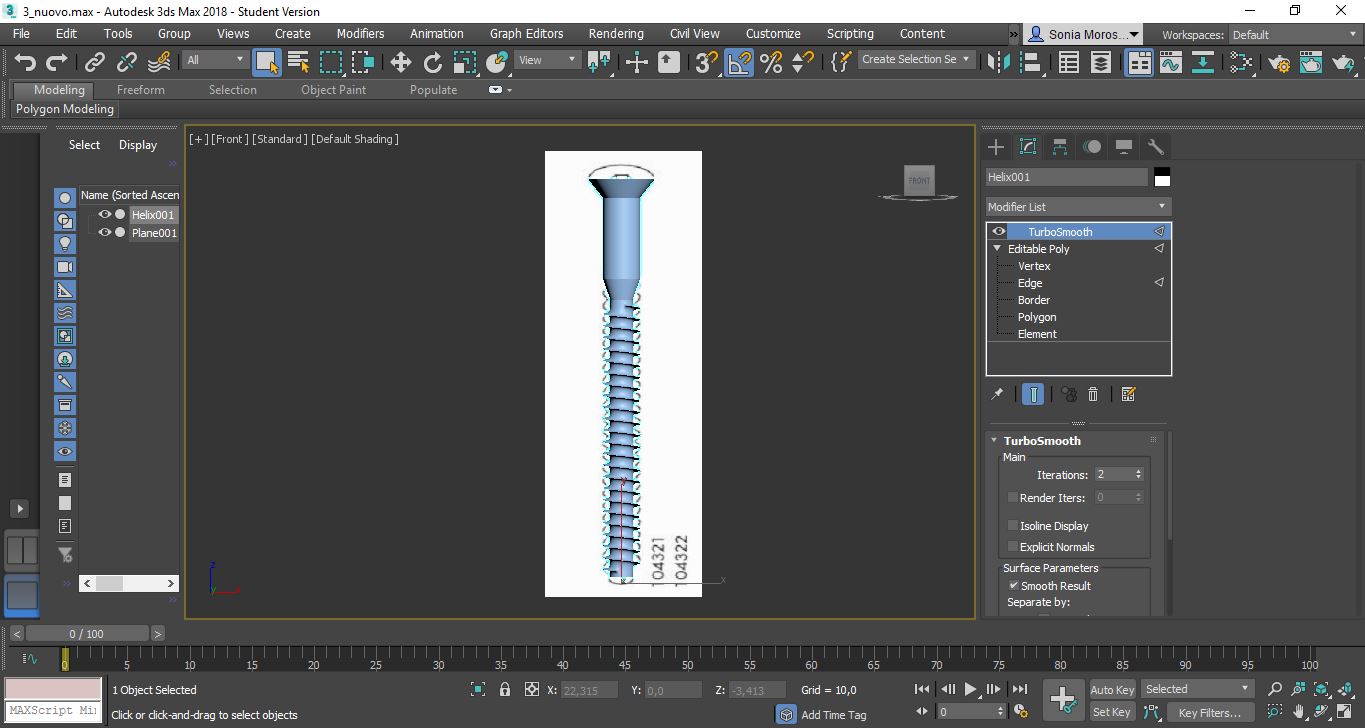 3_nuovo.max - Autodesk 3ds Max 2018 - Student Version
File Edit Tools Group Views Create Modifiers Animation Graph Editors Rendering Civil View Customize Scripting Content » Sonia Moros... Workspaces: Default
All View Create Selection Se
Modeling Freeform Selection Object Paint Populate
Polygon Modeling
Select Display
Name (Sorted Ascen
Helix001
Plane001
[+] [Front ] [Standard ] [Default Shading ]
FRONT
104321
104322
x
z
y
Helix001
Modifier List
TurboSmooth
Editable Poly
Vertex
Edge
Border
Polygon
Element
TurboSmooth
Main
Iterations: 2
Render Iters: 0
Isoline Display
Explicit Normals
Surface Parameters
Smooth Result
Separate by:
< 0 / 100 >
0 5 10 15 20 25 30 35 40 45 50 55 60 65 70 75 80 85 90 95 100
1 Object Selected X: 22,315 Y: 0,0 Z: -3,413 Grid = 10,0 Auto Key Selected
MAXScript Mi
Click or click-and-drag to select objects Add Time Tag 0 Set Key Key Filters...